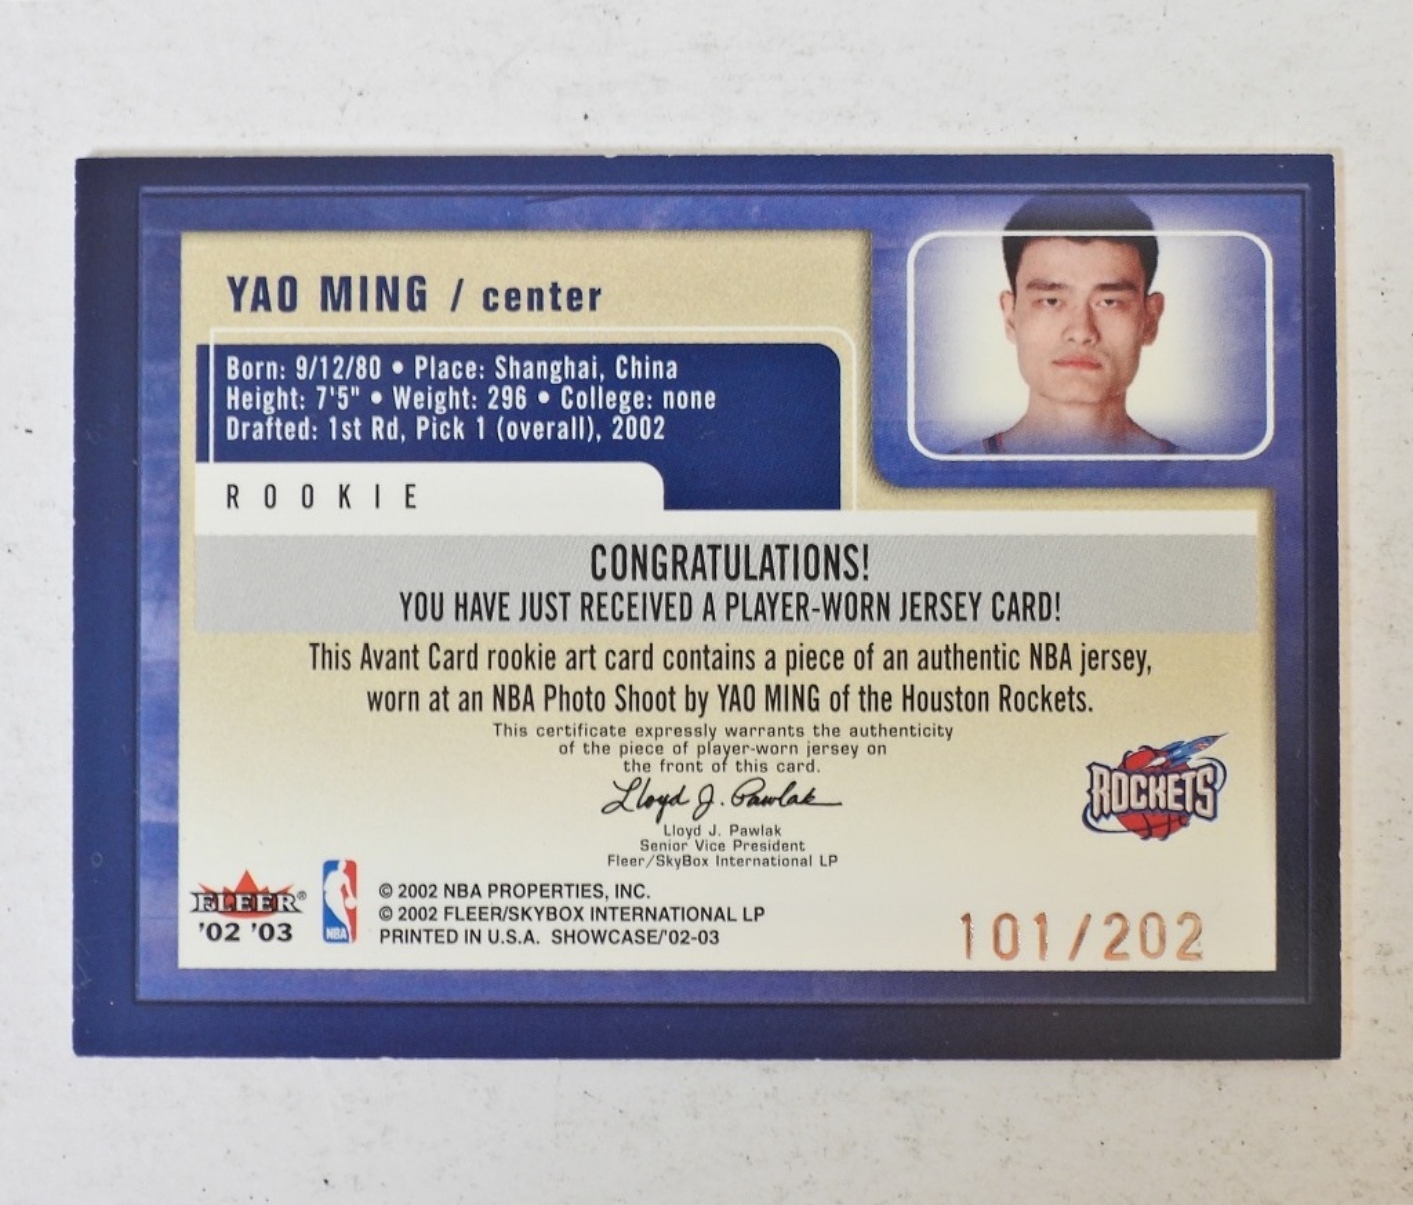 YAO MING / center
Born: 9/12/80 • Place: Shanghai, China
Height: 7'5" • Weight: 296 • College: none
Drafted: 1st Rd, Pick 1 (overall), 2002
ROOKIE
CONGRATULATIONS!
YOU HAVE JUST RECEIVED A PLAYER-WORN JERSEY CARD!
This Avant Card rookie art card contains a piece of an authentic NBA jersey,
worn at an NBA Photo Shoot by YAO MING of the Houston Rockets.
This certificate expressly warrants the authenticity
of the piece of player-worn jersey on
the front of this card.
Lloyd J. Pawlak
Lloyd J. Pawlak
Senior Vice President
Fleer/SkyBox International LP
ROCKETS
FLEER®
'02 '03
NBA
© 2002 NBA PROPERTIES, INC.
© 2002 FLEER/SKYBOX INTERNATIONAL LP
PRINTED IN U.S.A. SHOWCASE/'02-03
101/202